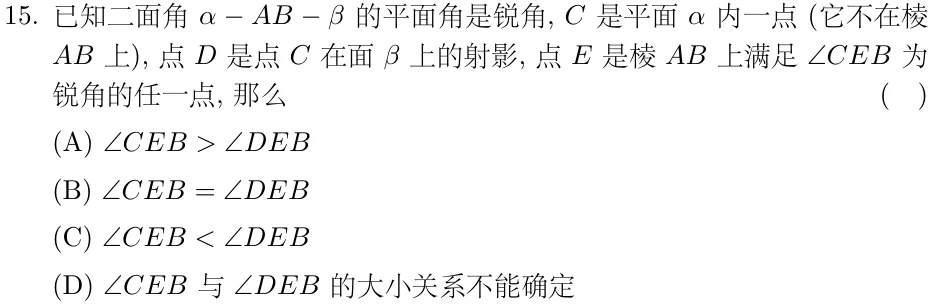 15. 已知二面角 α − AB − β 的平面角是锐角, C 是平面 α 内一点 (它不在棱
AB 上), 点 D 是点 C 在面 β 上的射影, 点 E 是棱 AB 上满足 ∠CEB 为
锐角的任一点, 那么 ( )
(A) ∠CEB > ∠DEB
(B) ∠CEB = ∠DEB
(C) ∠CEB < ∠DEB
(D) ∠CEB 与 ∠DEB 的大小关系不能确定